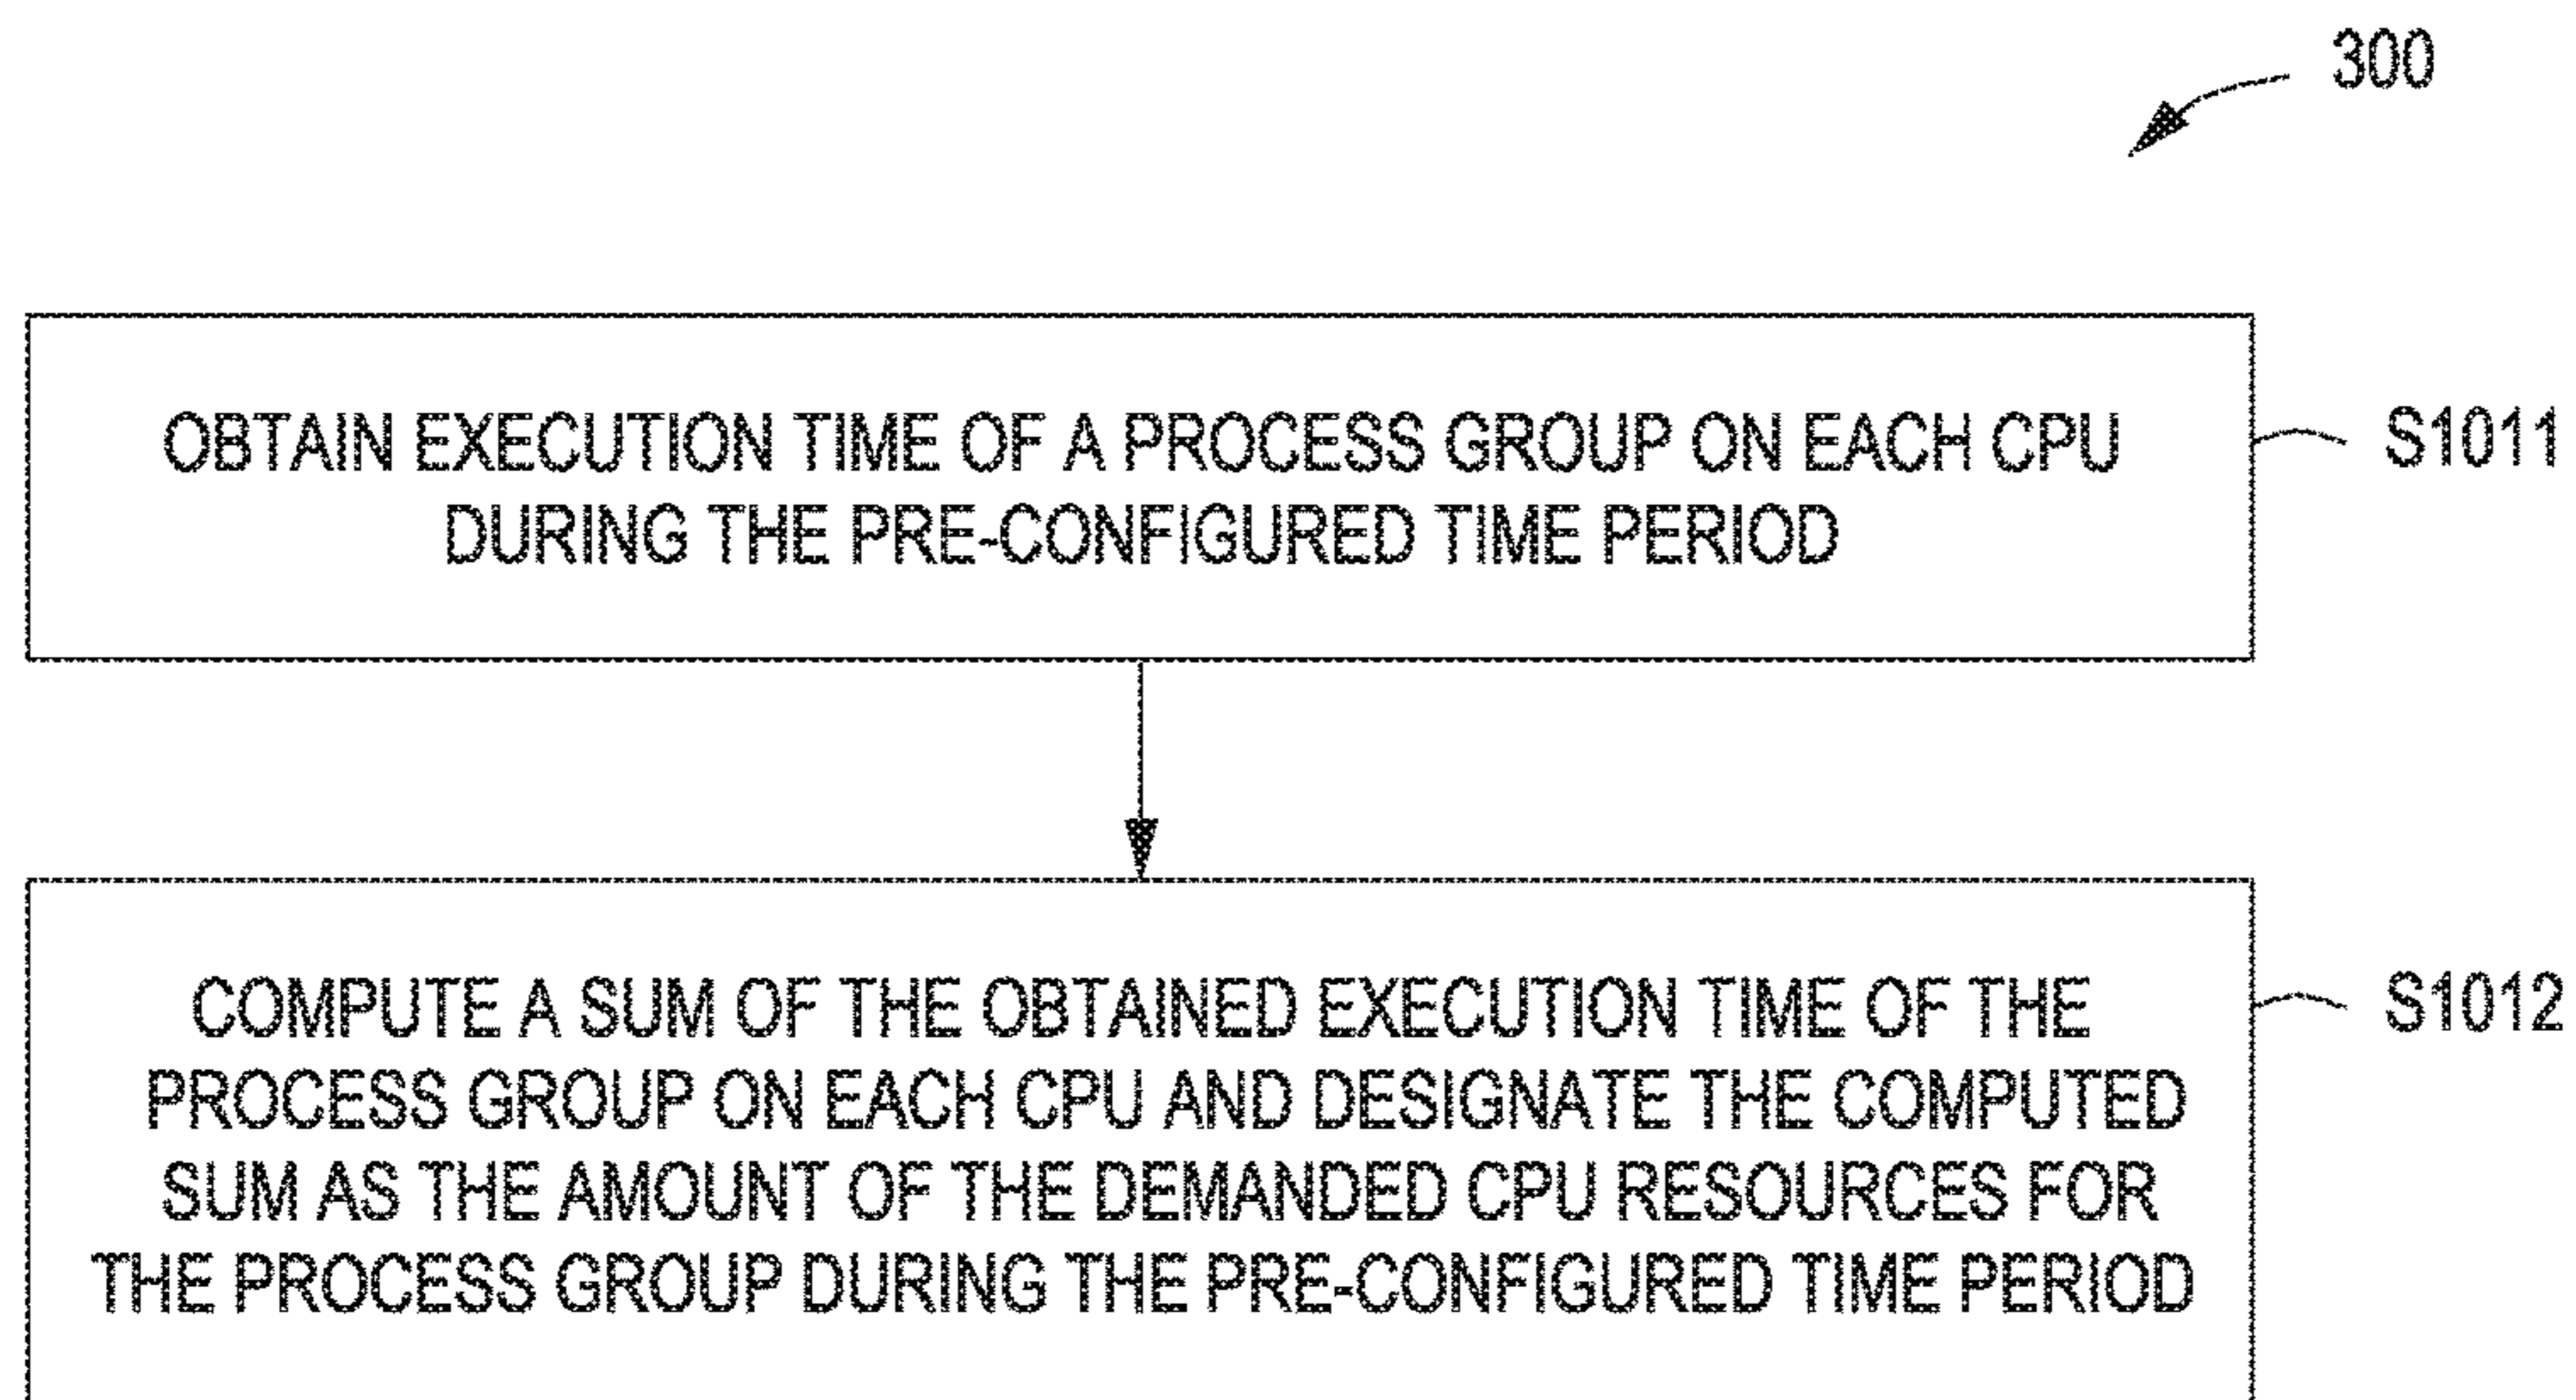 300
OBTAIN EXECUTION TIME OF A PROCESS GROUP ON EACH CPU
DURING THE PRE-CONFIGURED TIME PERIOD
S1011
COMPUTE A SUM OF THE OBTAINED EXECUTION TIME OF THE
PROCESS GROUP ON EACH CPU AND DESIGNATE THE COMPUTED
SUM AS THE AMOUNT OF THE DEMANDED CPU RESOURCES FOR
THE PROCESS GROUP DURING THE PRE-CONFIGURED TIME PERIOD
S1012